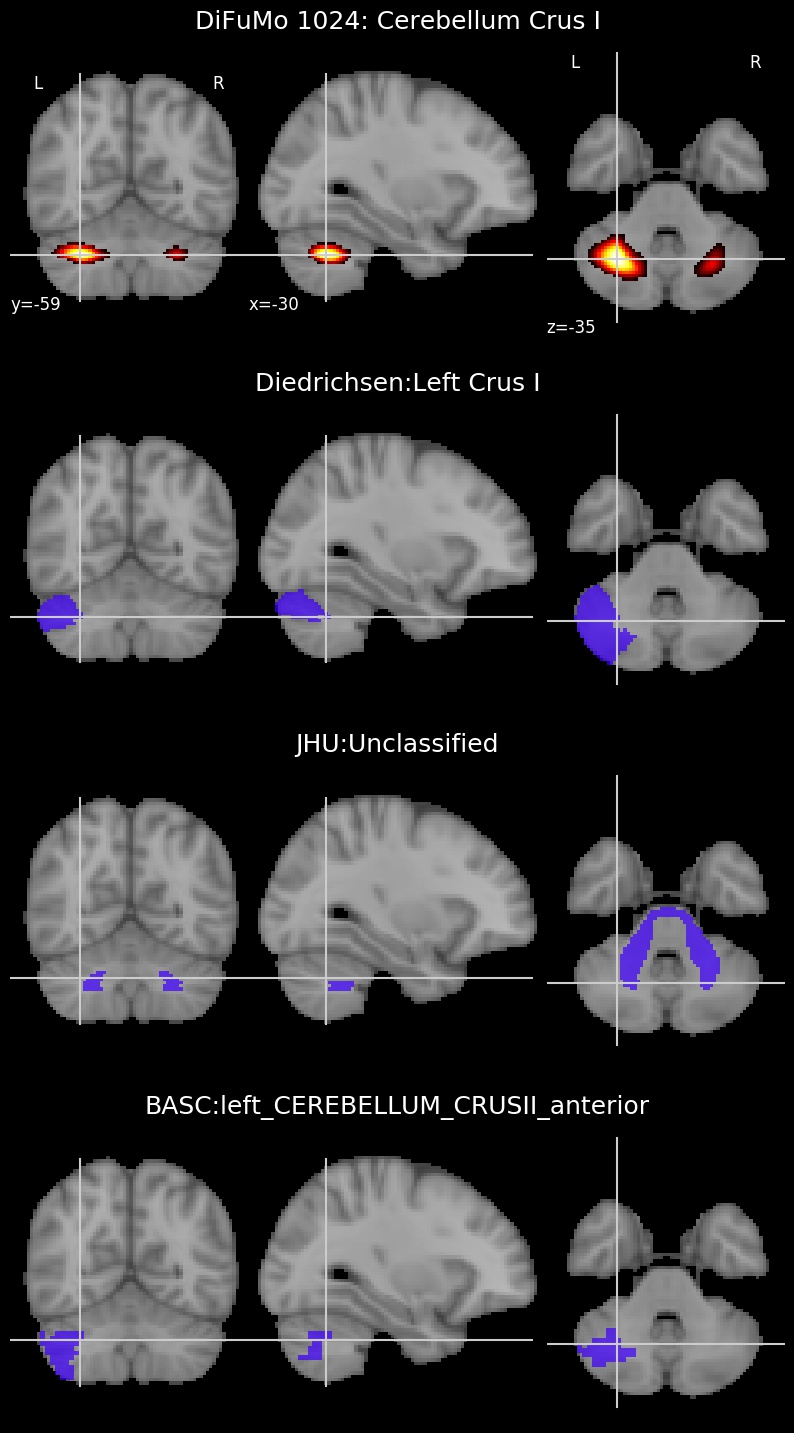 DiFuMo 1024: Cerebellum Crus I
L R L R
y=-59 x=-30 z=-35
Diedrichsen:Left Crus I
JHU:Unclassified
BASC:left_CEREBELLUM_CRUSII_anterior